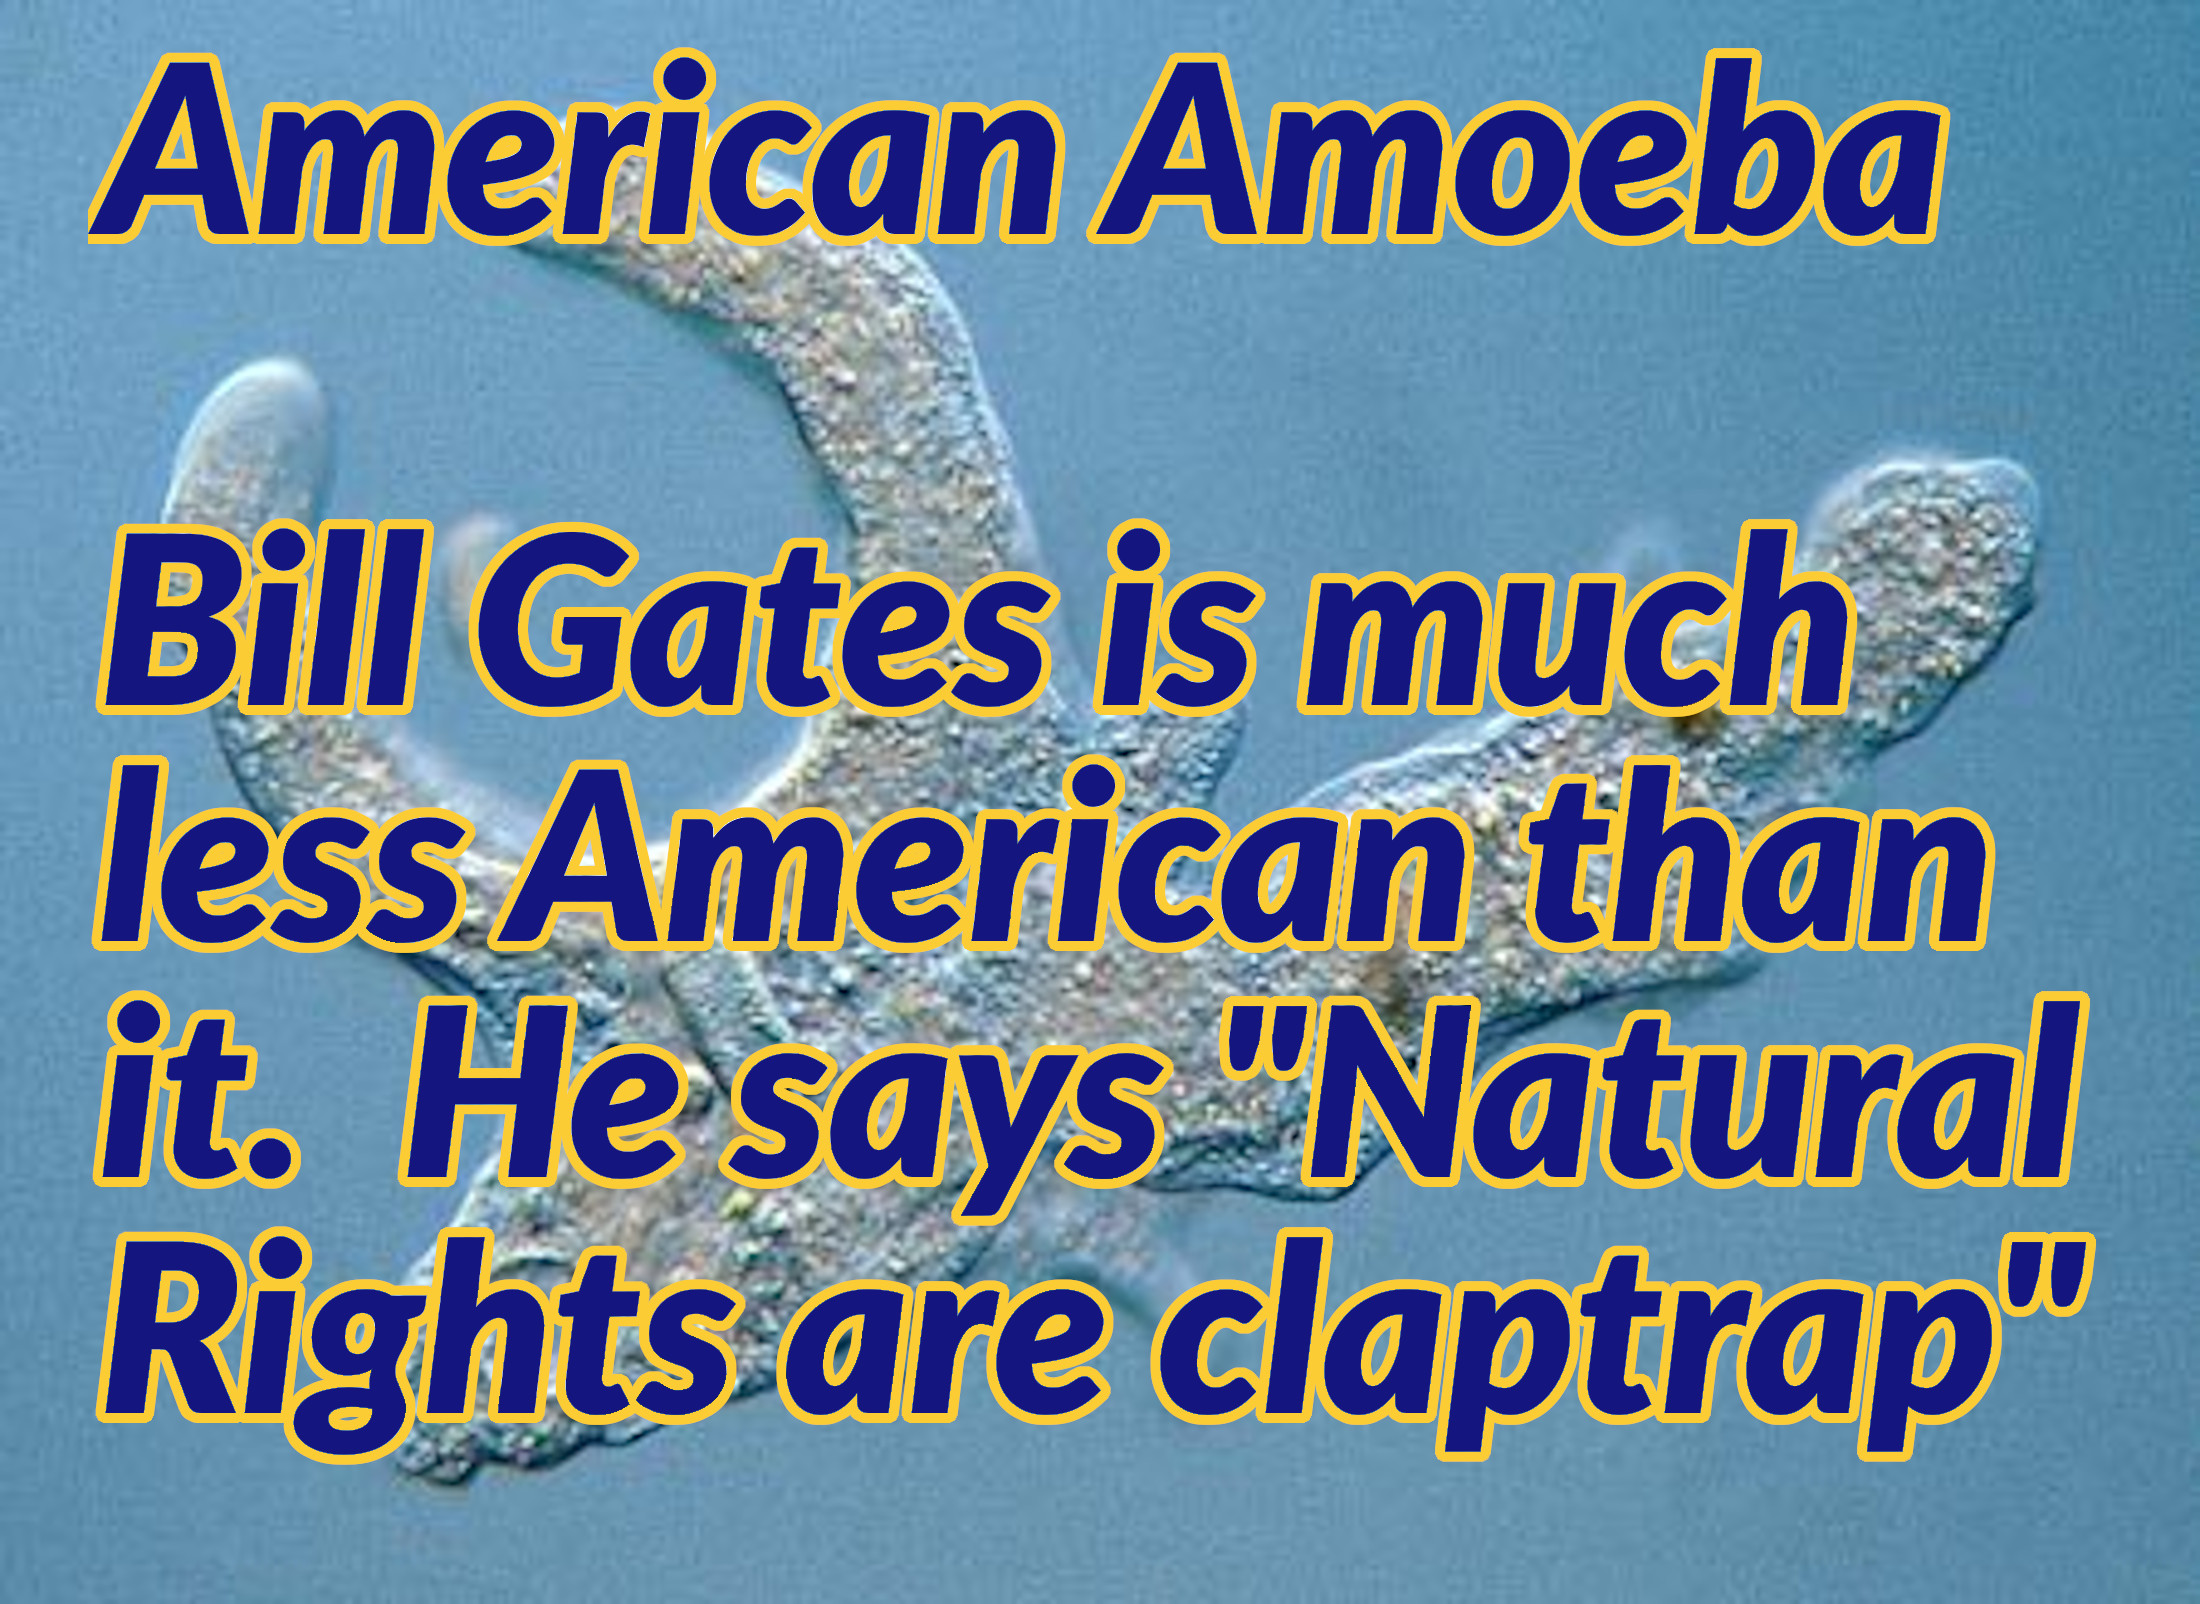 American Amoeba
Bill Gates is much
less American than
it.  He says "Natural
Rights are claptrap"